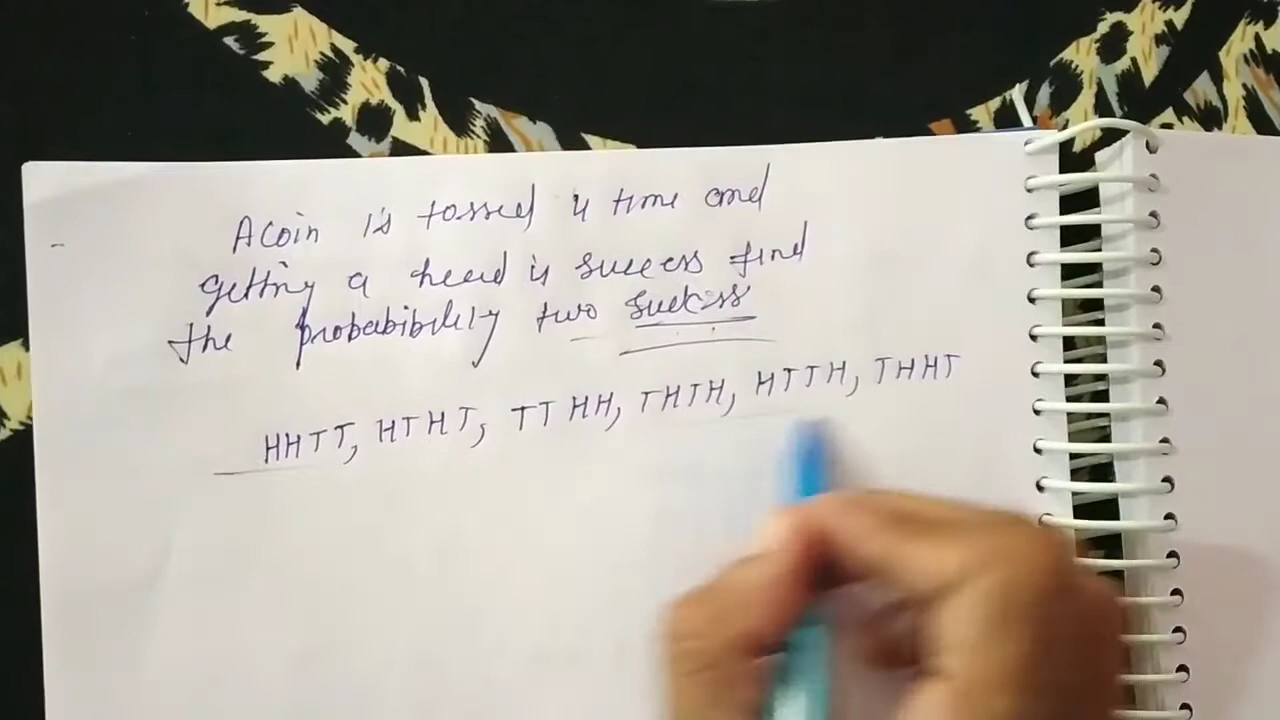 A coin is tossed 4 time and
getting a head is success find
the probabibility two success
HHTT, HTHT, TTHH, THTH, HTTH, THHT